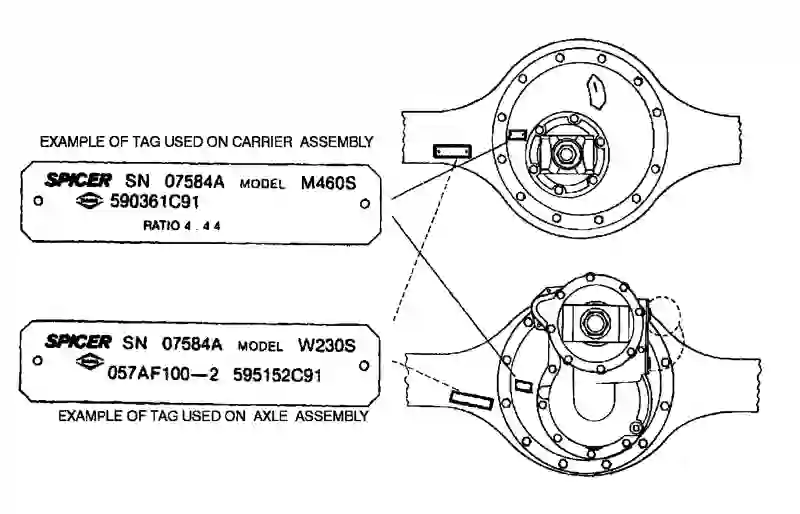 EXAMPLE OF TAG USED ON CARRIER ASSEMBLY
SPICER SN 07584A MODEL M460S
590361C91
RATIO 4.44
SPICER SN 07584A MODEL W230S
057AF100-2 595152C91
EXAMPLE OF TAG USED ON AXLE ASSEMBLY